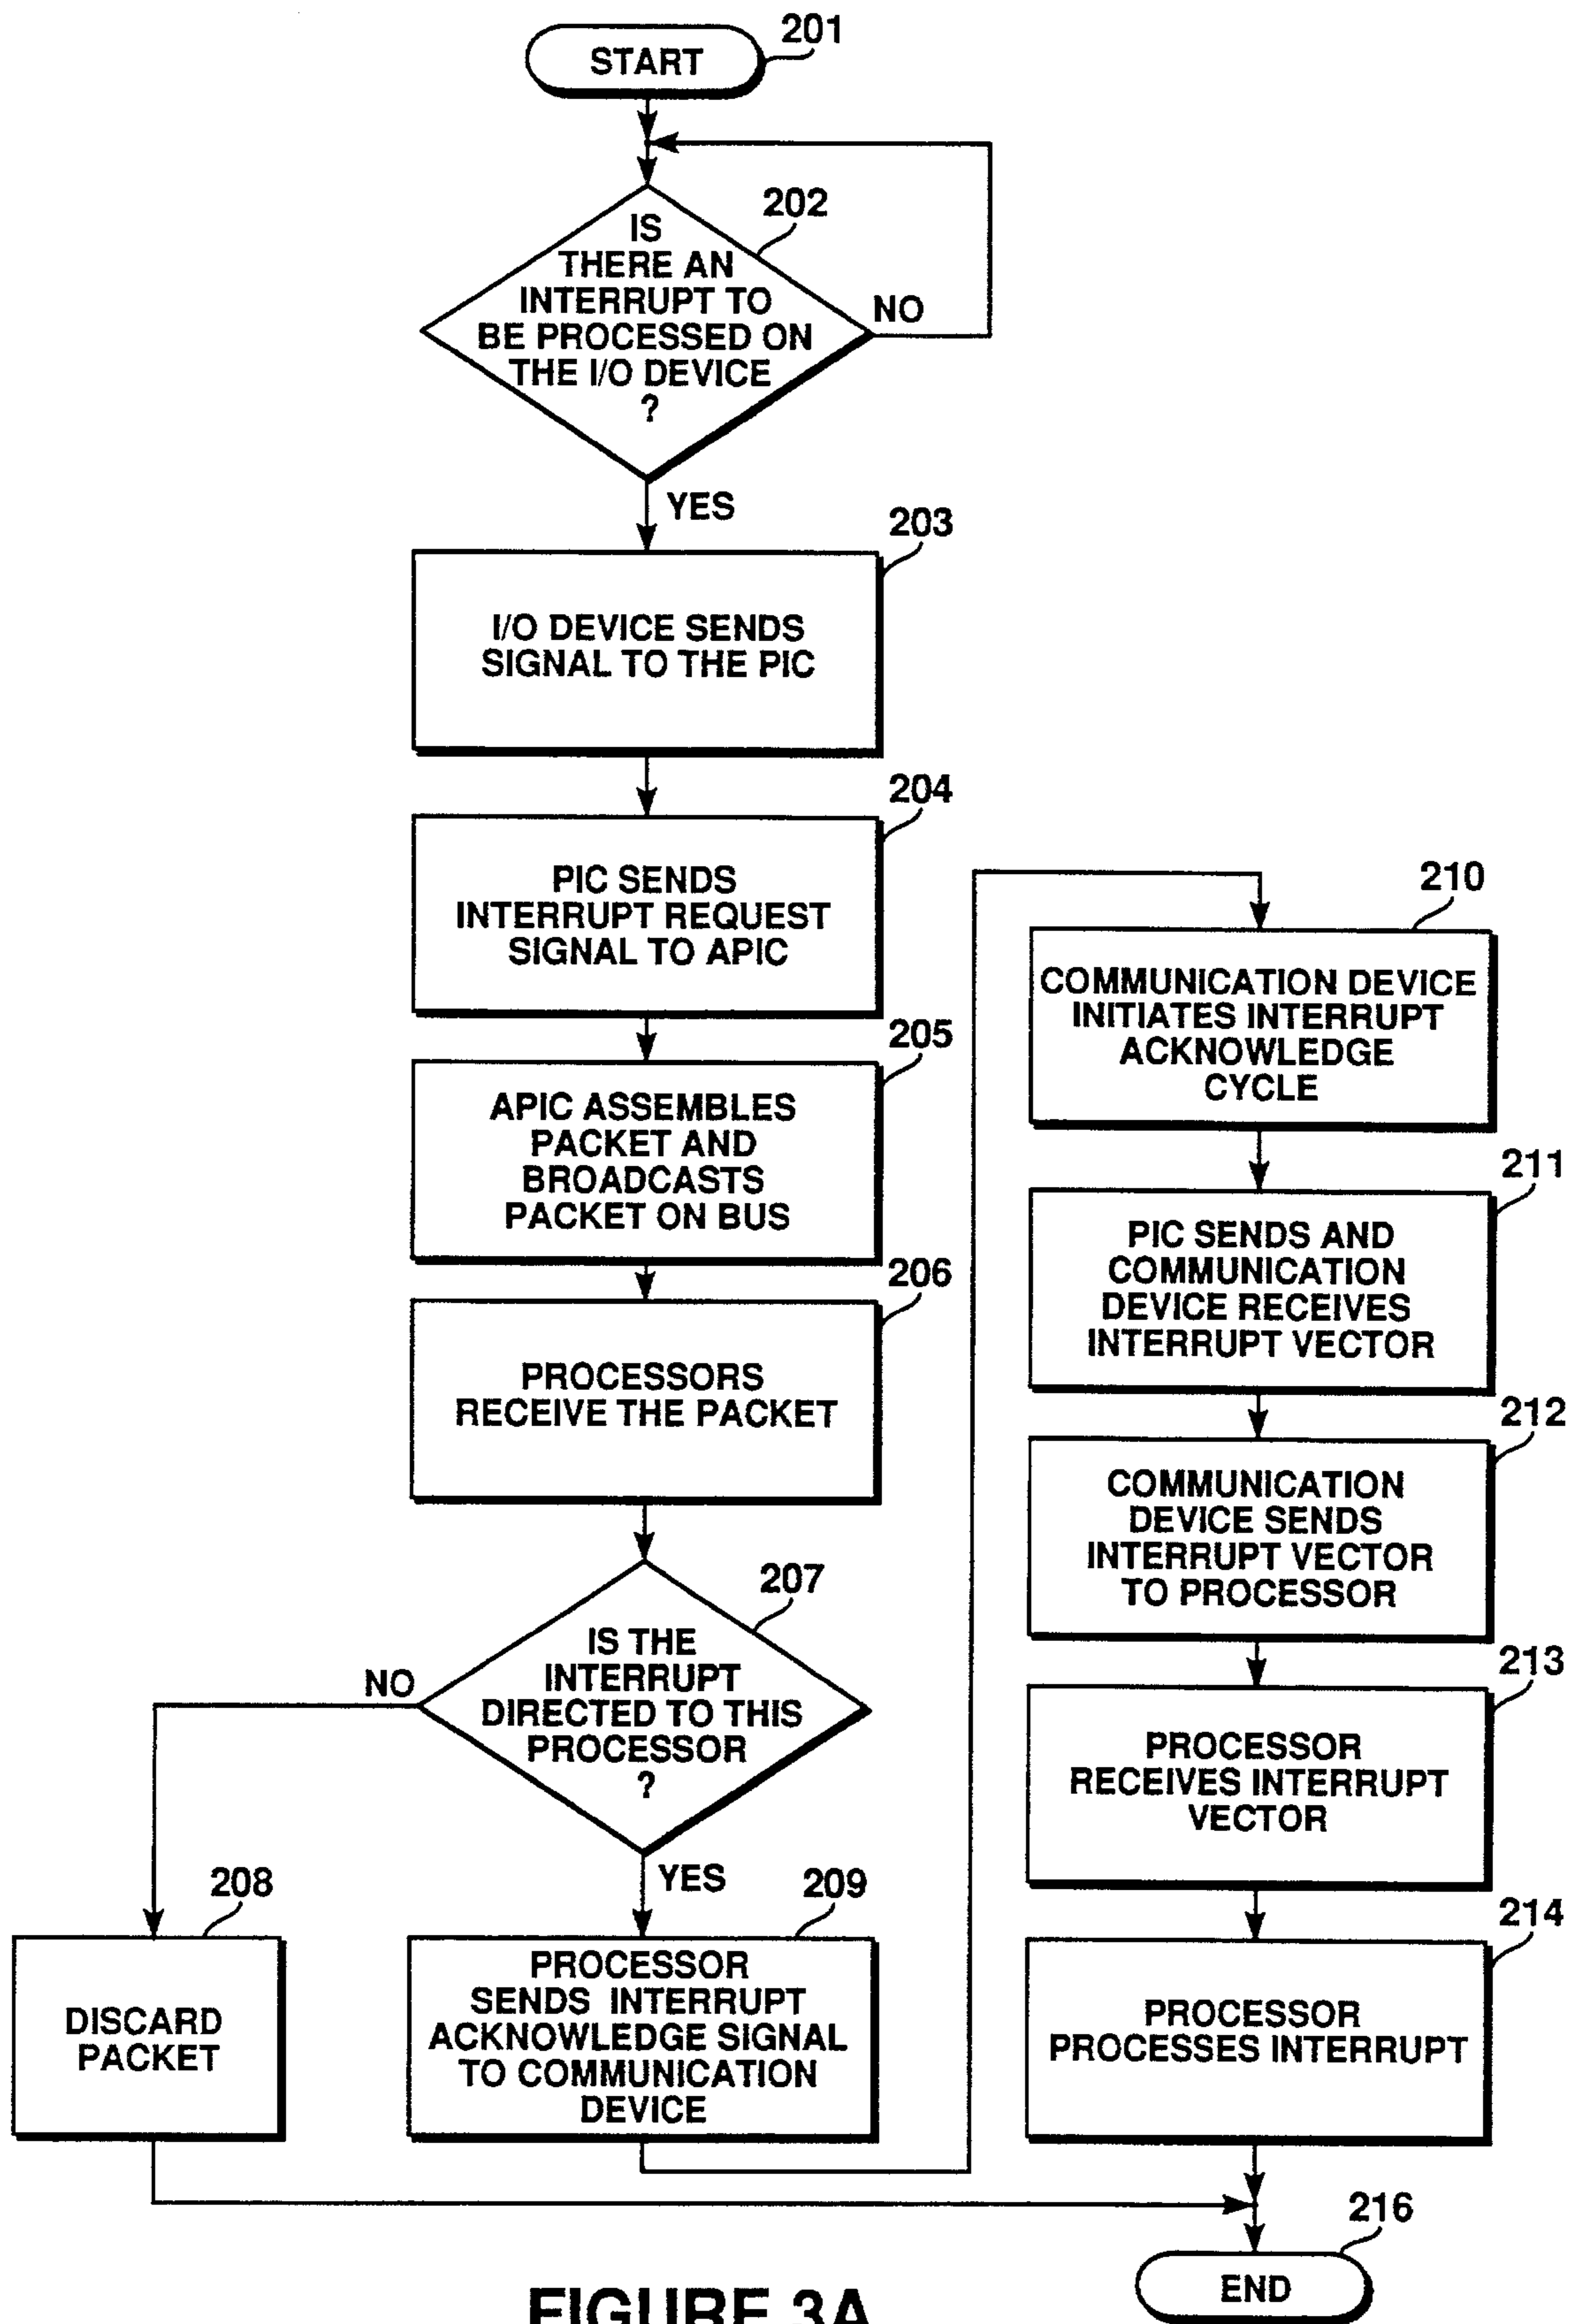 START
201
IS
THERE AN
INTERRUPT TO
BE PROCESSED ON
THE I/O DEVICE
?
202
NO
YES
203
I/O DEVICE SENDS
SIGNAL TO THE PIC
204
PIC SENDS
INTERRUPT REQUEST
SIGNAL TO APIC
205
APIC ASSEMBLES
PACKET AND
BROADCASTS
PACKET ON BUS
206
PROCESSORS
RECEIVE THE PACKET
207
IS THE
INTERRUPT
DIRECTED TO THIS
PROCESSOR
?
NO
YES
208
DISCARD
PACKET
209
PROCESSOR
SENDS INTERRUPT
ACKNOWLEDGE SIGNAL
TO COMMUNICATION
DEVICE
210
COMMUNICATION DEVICE
INITIATES INTERRUPT
ACKNOWLEDGE
CYCLE
211
PIC SENDS AND
COMMUNICATION
DEVICE RECEIVES
INTERRUPT VECTOR
212
COMMUNICATION
DEVICE SENDS
INTERRUPT VECTOR
TO PROCESSOR
213
PROCESSOR
RECEIVES INTERRUPT
VECTOR
214
PROCESSOR
PROCESSES INTERRUPT
216
END
FIGURE 3A